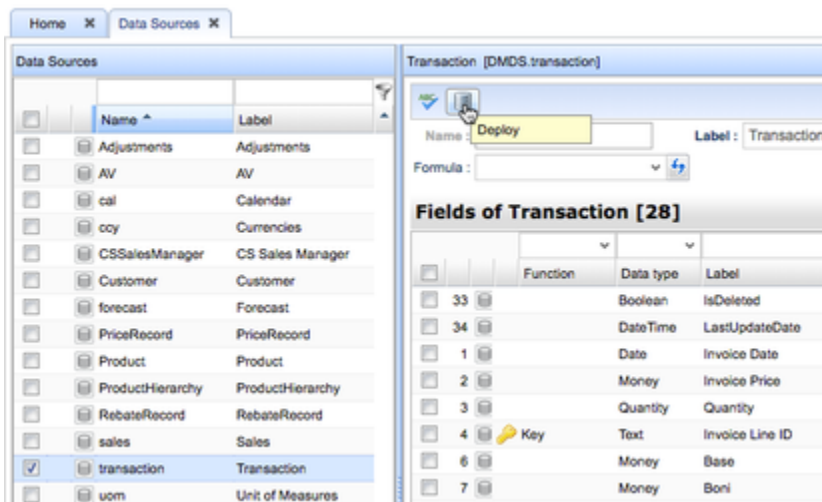 Home ✖ Data Sources ✖
Data Sources
Name Label
Adjustments Adjustments
AV AV
cal Calendar
ccy Currencies
CSSalesManager CS Sales Manager
Customer Customer
forecast Forecast
PriceRecord PriceRecord
Product Product
ProductHierarchy ProductHierarchy
RebateRecord RebateRecord
sales Sales
transaction Transaction
uom Unit of Measures
Transaction [DMDS.transaction]
ABC
Deploy
Name : Label : Transaction
Formula :
Fields of Transaction [28]
Function Data type Label
33 Boolean IsDeleted
34 DateTime LastUpdateDate
1 Date Invoice Date
2 Money Invoice Price
3 Quantity Quantity
4 Key Text Invoice Line ID
6 Money Base
7 Money Boni